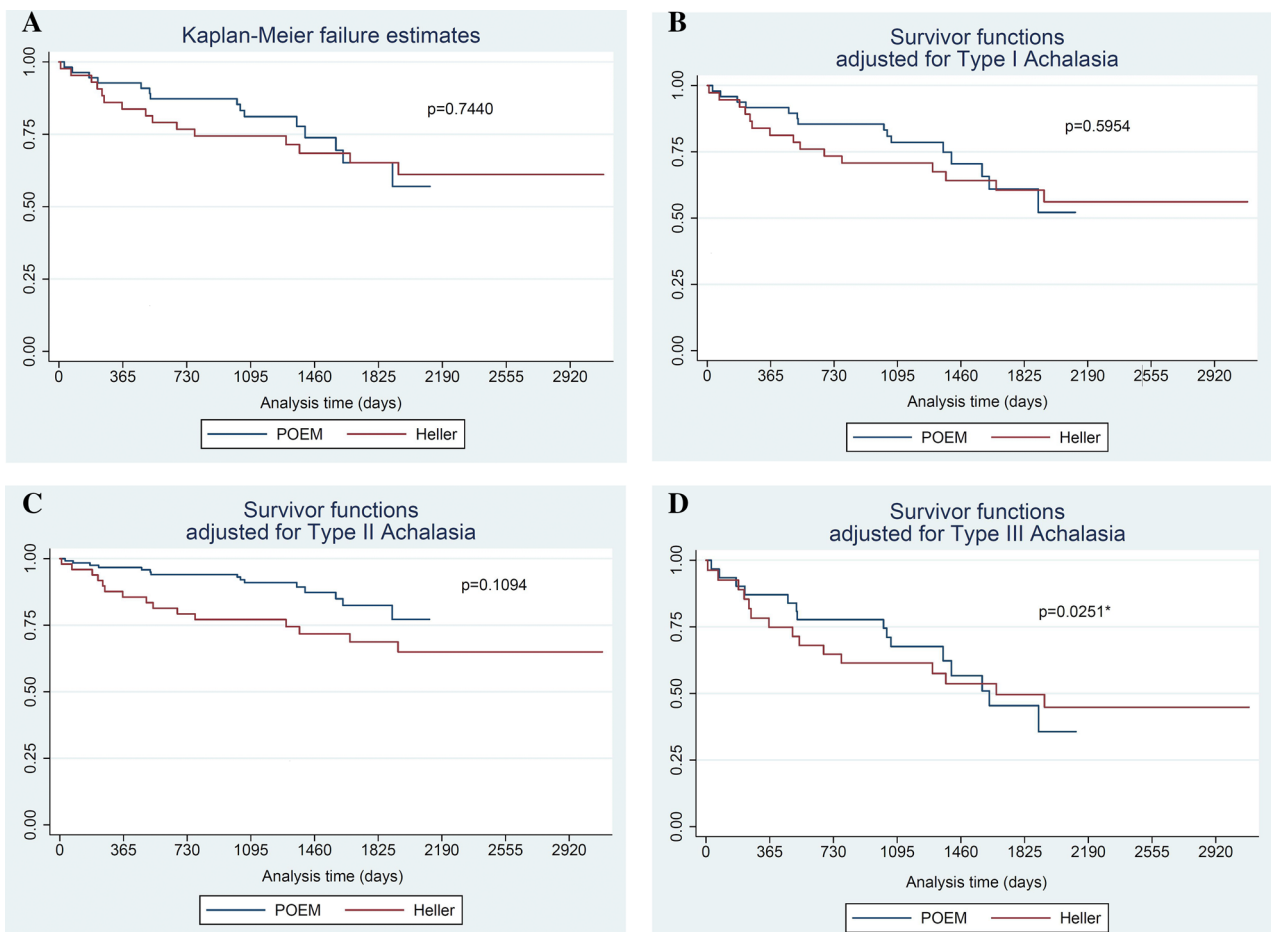 A
Kaplan-Meier failure estimates
1.00
0.75
0.50
0.25
0.00
p=0.7440
0 365 730 1095 1460 1825 2190 2555 2920
Analysis time (days)
POEM Heller
B
Survivor functions
adjusted for Type I Achalasia
1.00
0.75
0.50
0.25
0.00
p=0.5954
0 365 730 1095 1460 1825 2190 2555 2920
Analysis time (days)
POEM Heller
C
Survivor functions
adjusted for Type II Achalasia
1.00
0.75
0.50
0.25
0.00
p=0.1094
0 365 730 1095 1460 1825 2190 2555 2920
Analysis time (days)
POEM Heller
D
Survivor functions
adjusted for Type III Achalasia
1.00
0.75
0.50
0.25
0.00
p=0.0251*
0 365 730 1095 1460 1825 2190 2555 2920
Analysis time (days)
POEM Heller